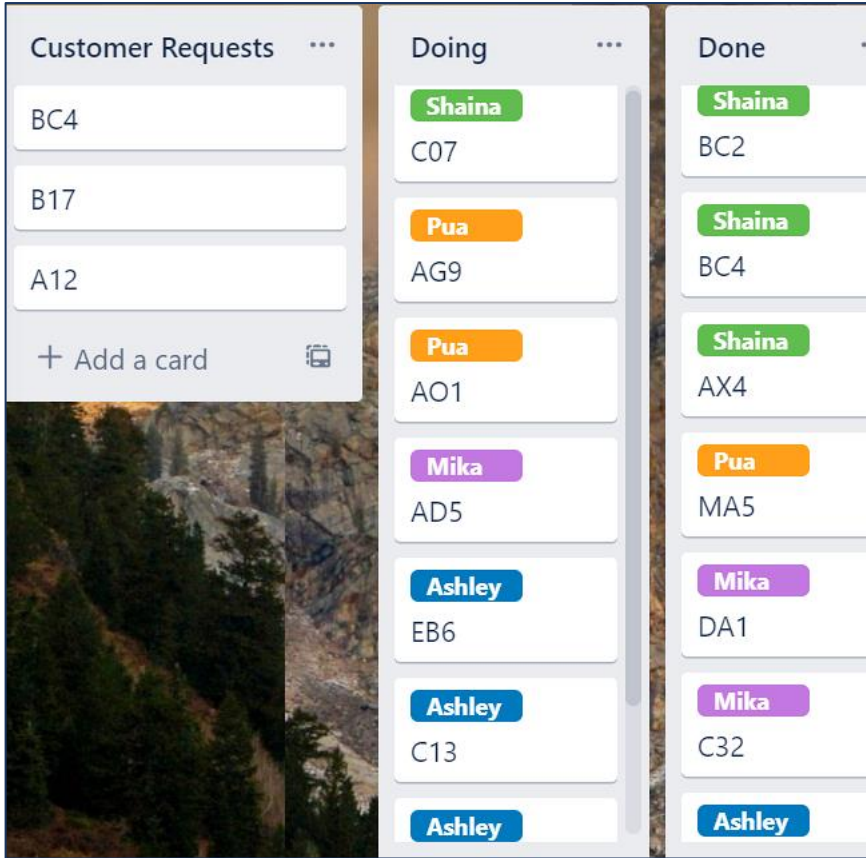 Customer Requests
BC4
B17
A12
+ Add a card
Doing
Shaina
C07
Pua
AG9
Pua
AO1
Mika
AD5
Ashley
EB6
Ashley
C13
Ashley
Done
Shaina
BC2
Shaina
BC4
Shaina
AX4
Pua
MA5
Mika
DA1
Mika
C32
Ashley